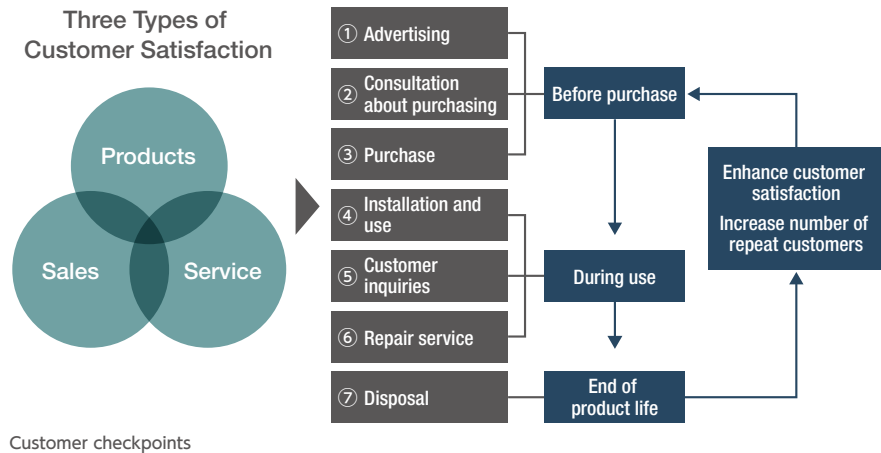 Three Types of
Customer Satisfaction
Products
Sales
Service
① Advertising
② Consultation
about purchasing
③ Purchase
④ Installation and
use
⑤ Customer
inquiries
⑥ Repair service
⑦ Disposal
Before purchase
During use
End of
product life
Enhance customer
satisfaction
Increase number of
repeat customers
Customer checkpoints